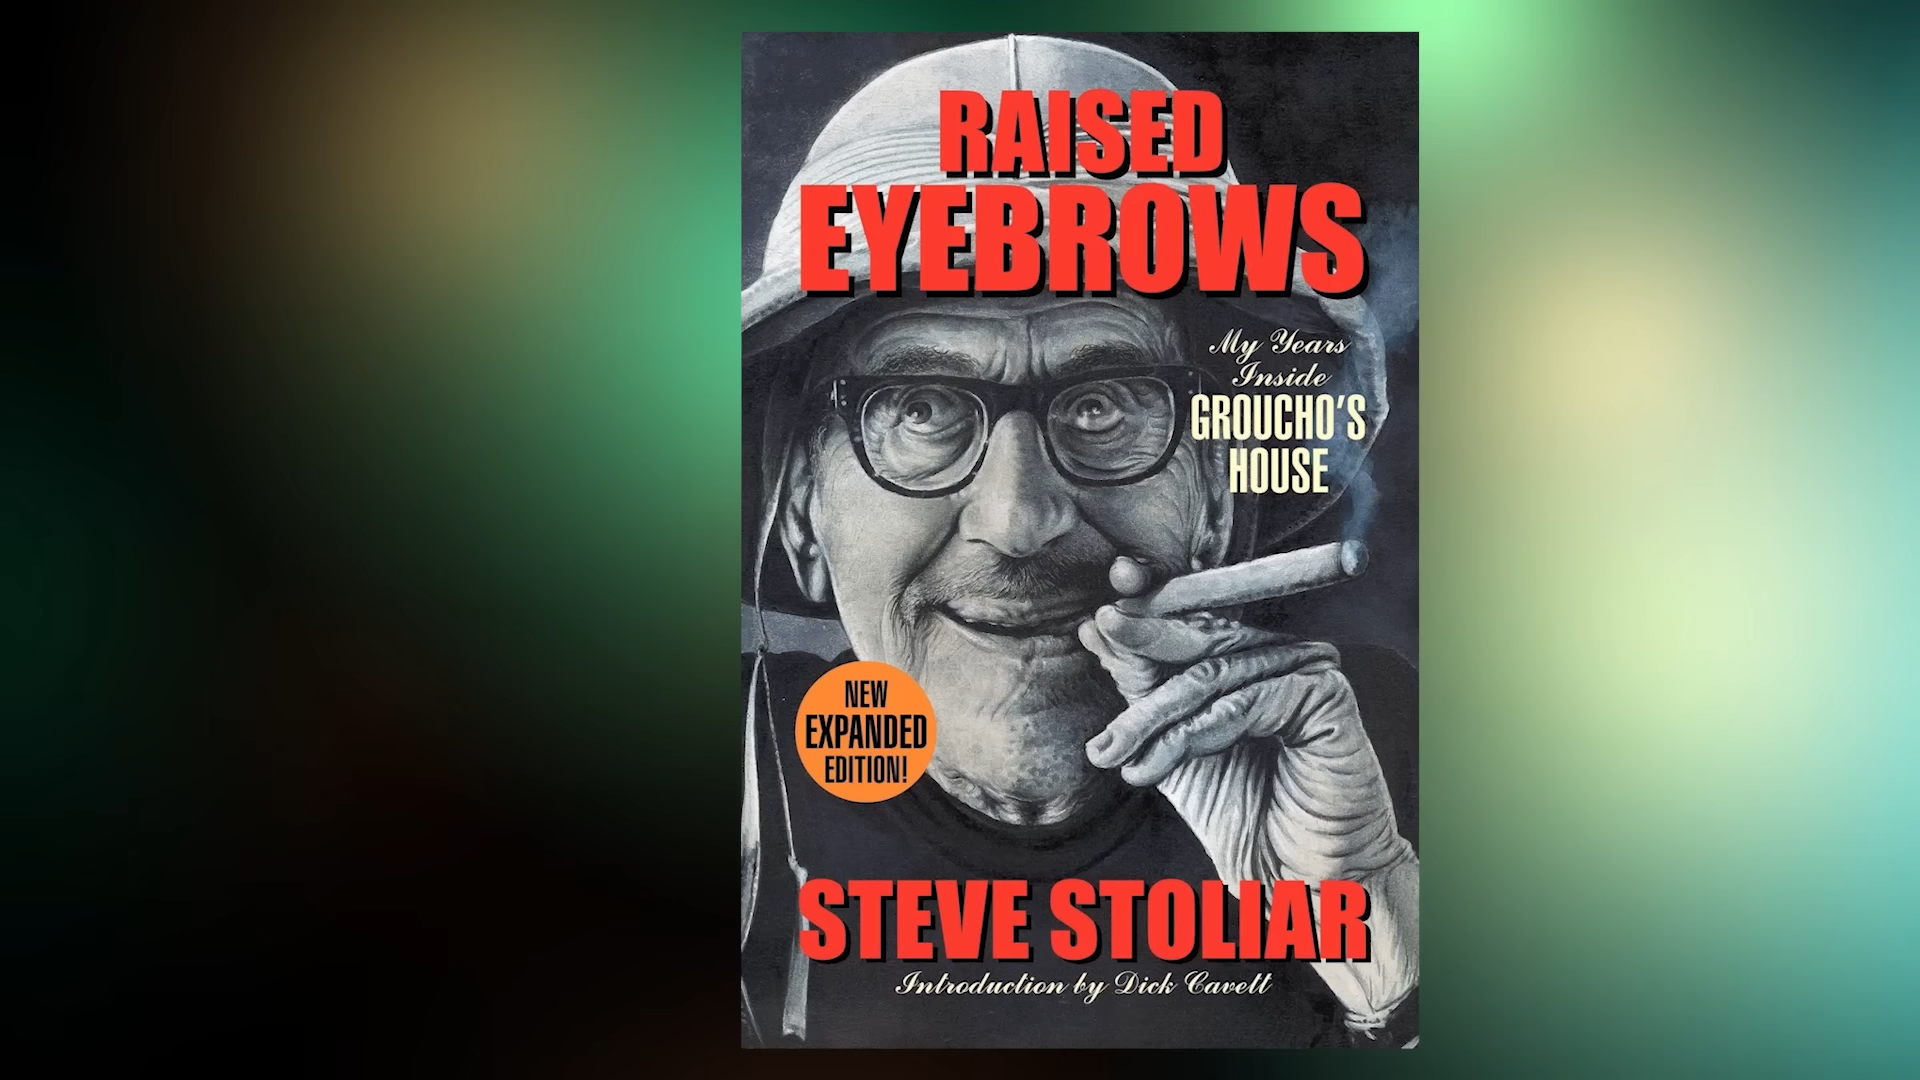 RAISED
EYEBROWS
My Years
Inside
GROUCHO'S
HOUSE
NEW
EXPANDED
EDITION!
STEVE STOLIAR
Introduction by Dick Cavett